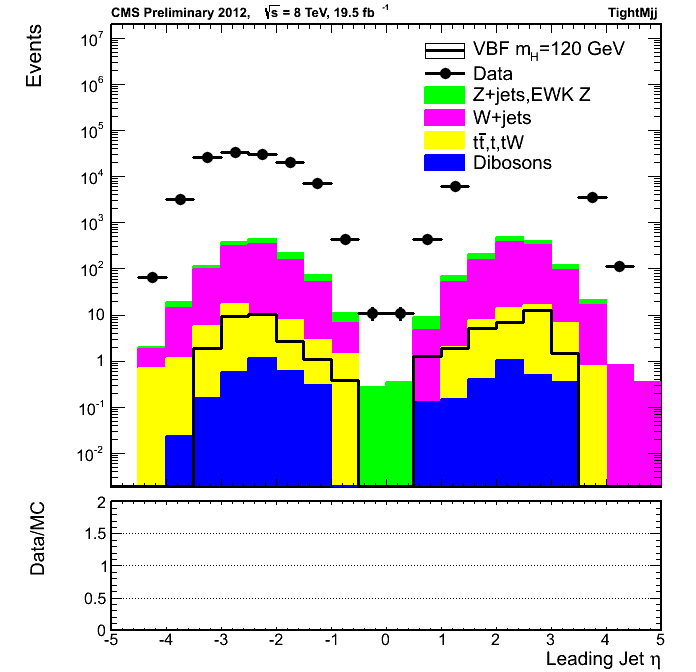 CMS Preliminary 2012, √s = 8 TeV, 19.5 fb⁻¹ TightMjj
Events
10⁷
10⁶
10⁵
10⁴
10³
10²
10
1
10⁻¹
10⁻²
VBF m_H=120 GeV
Data
Z+jets,EWK Z
W+jets
tt̄,t,tW
Dibosons
Data/MC
2
1.5
1
0.5
0
-5 -4 -3 -2 -1 0 1 2 3 4 5
Leading Jet η